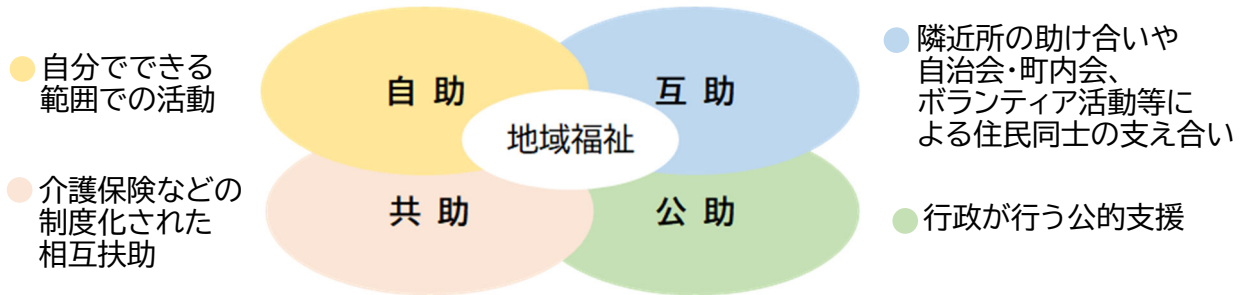 自分でできる
範囲での活動
自助
互助
隣近所の助け合いや
自治会・町内会、
ボランティア活動等に
よる住民同士の支え合い
地域福祉
介護保険などの
制度化された
相互扶助
共助
公助
行政が行う公的支援